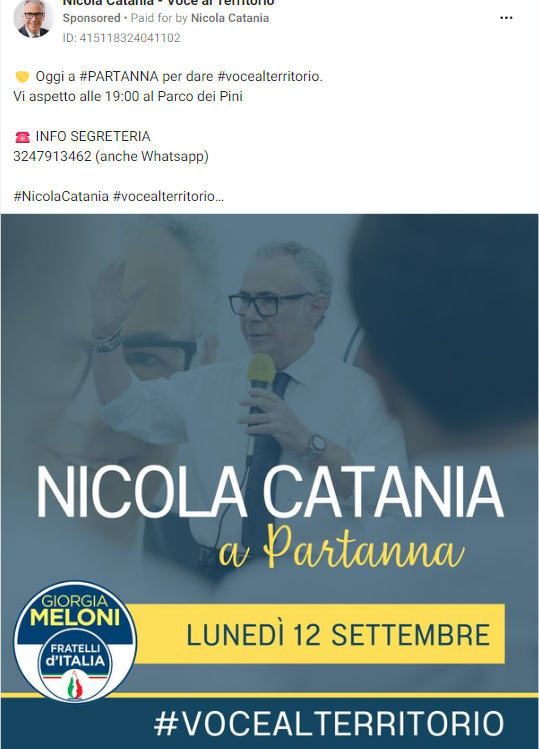 Nicola Catania - Voce al Territorio
Sponsored • Paid for by Nicola Catania
ID: 415118324041102
Oggi a #PARTANNA per dare #vocealterritorio.
Vi aspetto alle 19:00 al Parco dei Pini
INFO SEGRETERIA
3247913462 (anche Whatsapp)
#NicolaCatania #vocealterritorio...
NICOLA CATANIA
a Partanna
GIORGIA
MELONI
FRATELLI
d'ITALIA
LUNEDÌ 12 SETTEMBRE
#VOCEALTERRITORIO